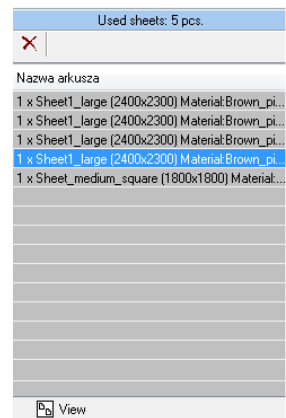 Used sheets: 5 pcs.
Nazwa arkusza
1 x Sheet1_large (2400x2300) Material:Brown_pi...
1 x Sheet1_large (2400x2300) Material:Brown_pi...
1 x Sheet1_large (2400x2300) Material:Brown_pi...
1 x Sheet1_large (2400x2300) Material:Brown_pi...
1 x Sheet_medium_square (1800x1800) Material:...
View